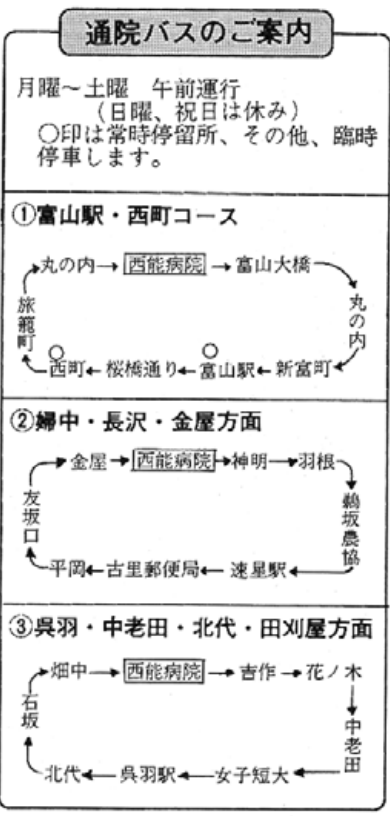 通院バスのご案内
月曜～土曜 午前運行
(日曜、祝日は休み)
○印は常時停留所、その他、臨時
停車します。
①富山駅・西町コース
丸の内→西能病院→富山大橋
丸の内
新富町
富山駅
桜橋通り
西町
旅籠町
②婦中・長沢・金屋方面
金屋→西能病院→神明→羽根
鵜坂農協
速星駅
古里郵便局
平岡
友坂口
③呉羽・中老田・北代・田刈屋方面
畑中→西能病院→吉作→花ノ木
中老田
女子短大
呉羽駅
北代
石坂